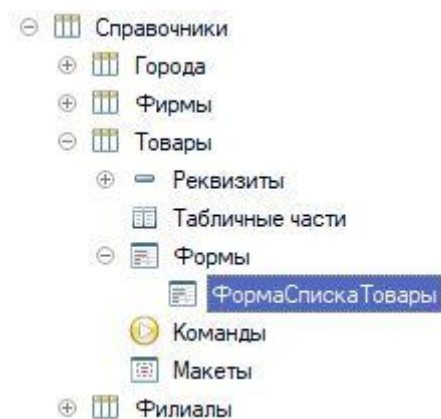 Справочники
Города
Фирмы
Товары
Реквизиты
Табличные части
Формы
ФормаСпискаТовары
Команды
Макеты
Филиалы